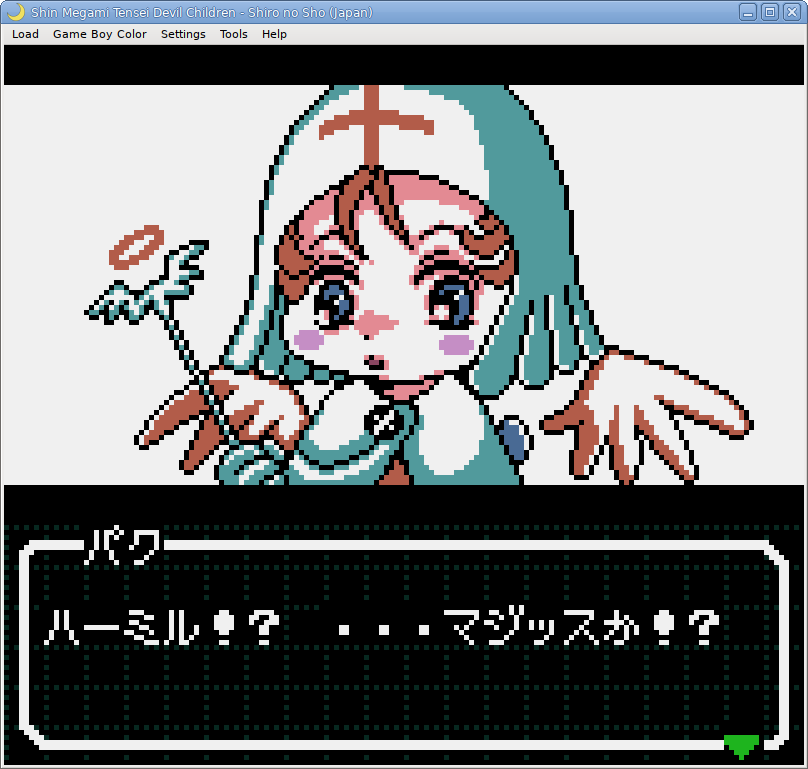 Shin Megami Tensei Devil Children - Shiro no Sho (Japan)
Load Game Boy Color Settings Tools Help
パク
ハーミル！？ ・・・マジッスか！？